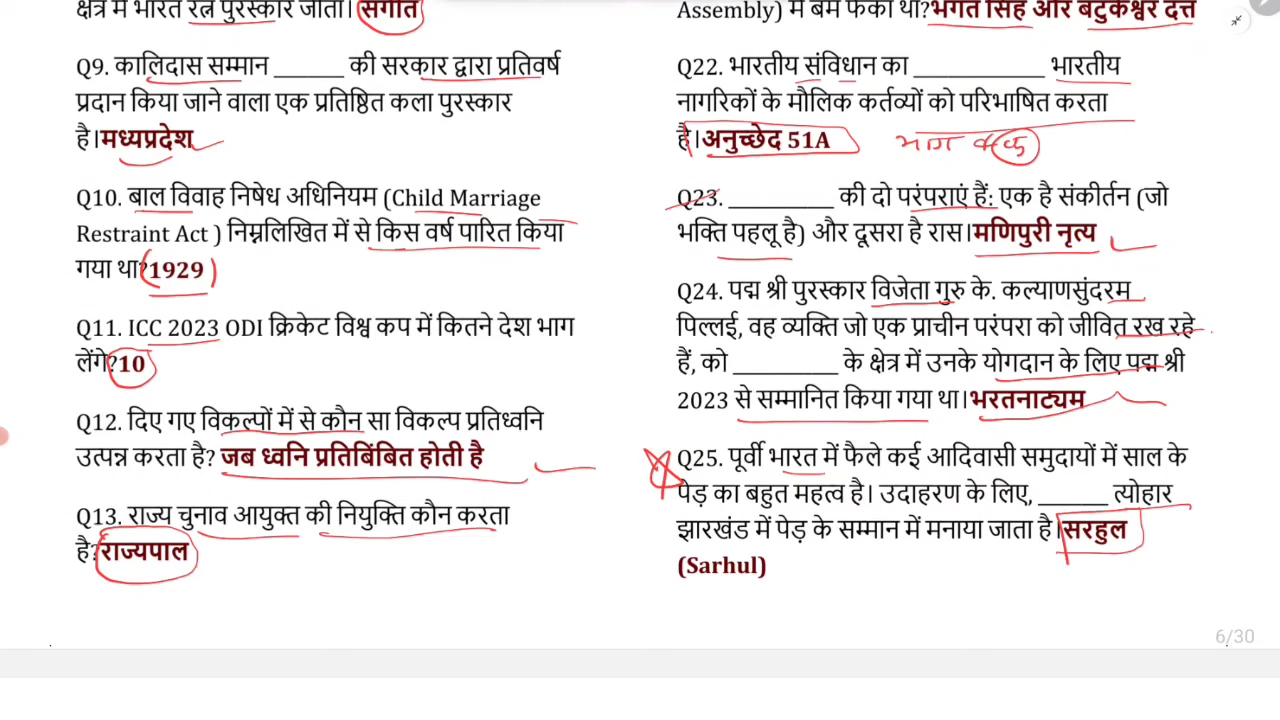 क्षेत्र में भारत रत्न पुरस्कार जीता। संगीत
Q9. कालिदास सम्मान ______ की सरकार द्वारा प्रतिवर्ष
प्रदान किया जाने वाला एक प्रतिष्ठित कला पुरस्कार
है।मध्यप्रदेश
Q10. बाल विवाह निषेध अधिनियम (Child Marriage
Restraint Act ) निम्नलिखित में से किस वर्ष पारित किया
गया था?1929
Q11. ICC 2023 ODI क्रिकेट विश्व कप में कितने देश भाग
लेंगे?10
Q12. दिए गए विकल्पों में से कौन सा विकल्प प्रतिध्वनि
उत्पन्न करता है? जब ध्वनि प्रतिबिंबित होती है
Q13. राज्य चुनाव आयुक्त की नियुक्ति कौन करता
है?राज्यपाल
Assembly) में बम फेंका था?भगत सिंह और बटुकेश्वर दत्त
Q22. भारतीय संविधान का ___________ भारतीय
नागरिकों के मौलिक कर्तव्यों को परिभाषित करता
है।अनुच्छेद 51A भाग
Q23. _________ की दो परंपराएं हैं: एक है संकीर्तन (जो
भक्ति पहलू है) और दूसरा है रास।मणिपुरी नृत्य
Q24. पद्म श्री पुरस्कार विजेता गुरु के. कल्याणसुंदरम
पिल्लई, वह व्यक्ति जो एक प्राचीन परंपरा को जीवित रख रहे
हैं, को _________ के क्षेत्र में उनके योगदान के लिए पद्म श्री
2023 से सम्मानित किया गया था।भरतनाट्यम
Q25. पूर्वी भारत में फैले कई आदिवासी समुदायों में साल के
पेड़ का बहुत महत्व है। उदाहरण के लिए, ______ त्योहार
झारखंड में पेड़ के सम्मान में मनाया जाता है।सरहुल
(Sarhul)
6/30